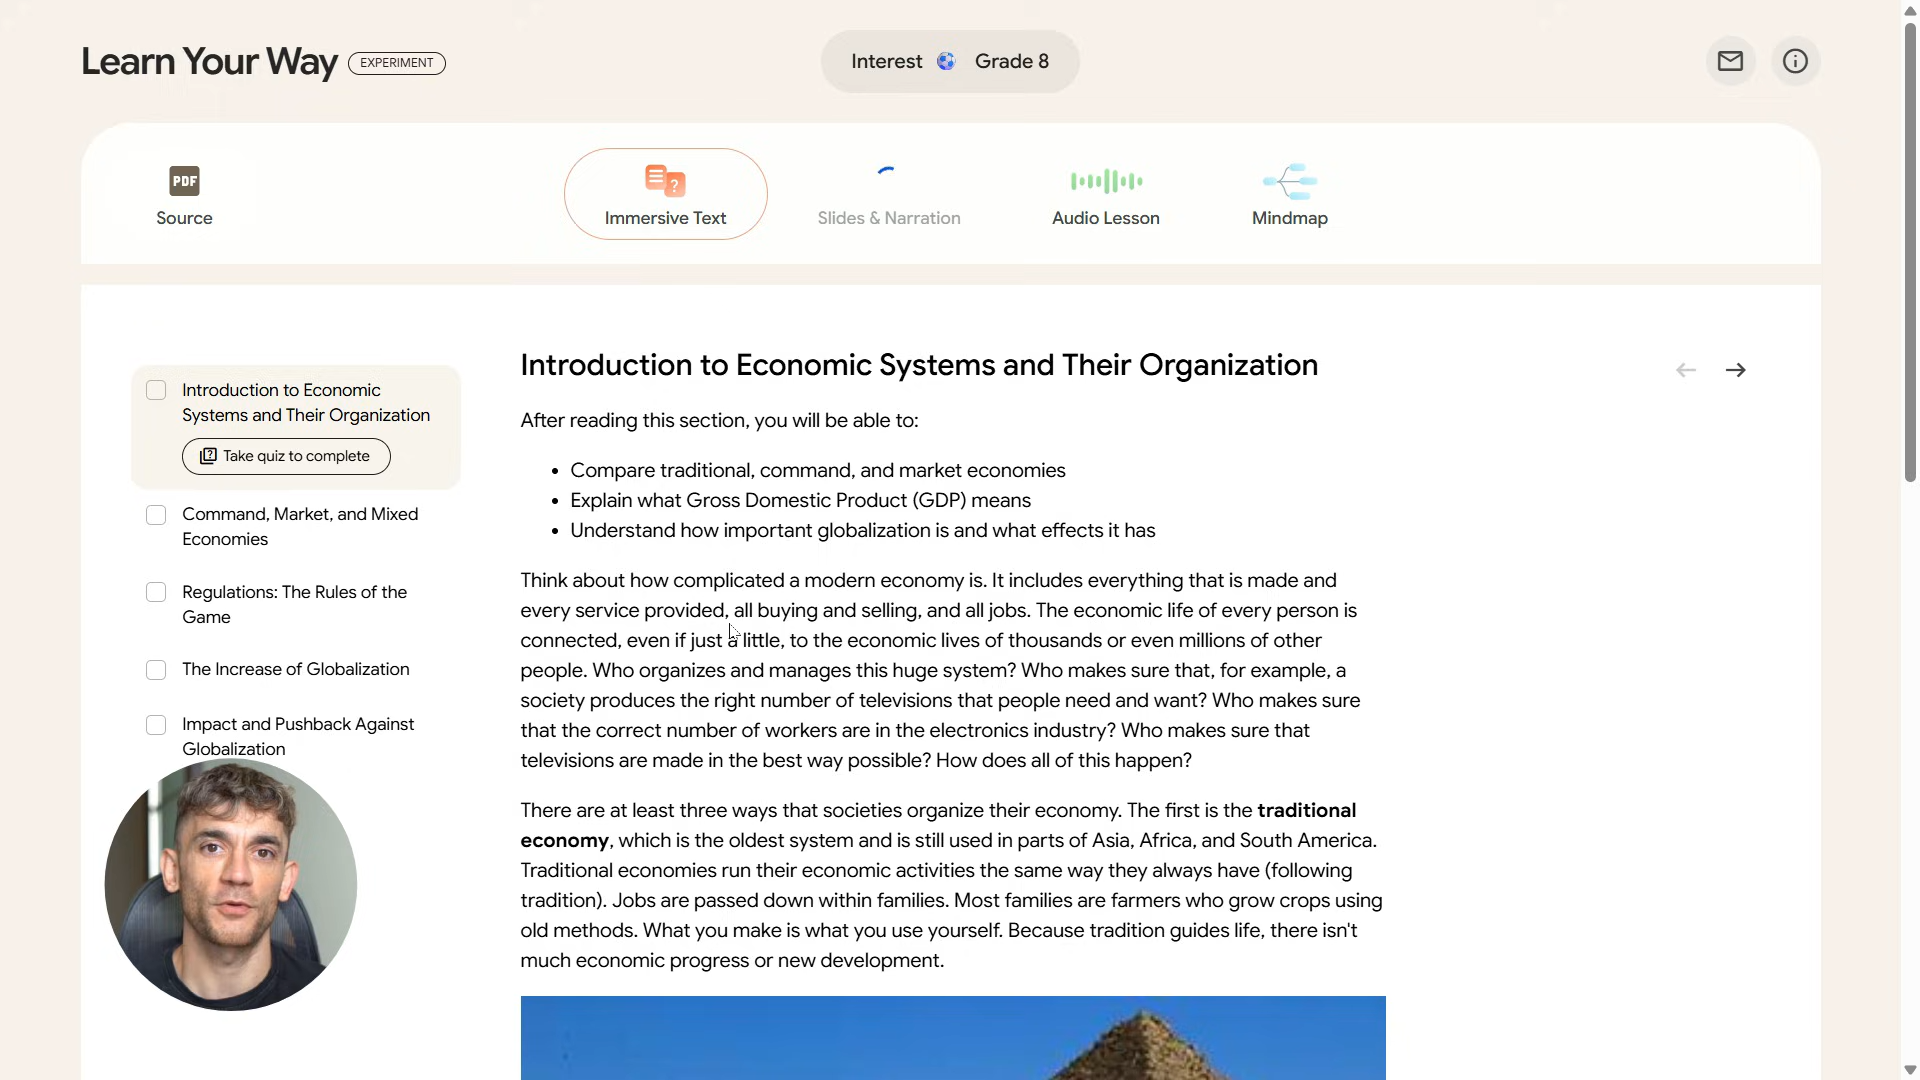 Learn Your Way EXPERIMENT
Interest Grade 8
PDF
Source
Immersive Text
Slides & Narration
Audio Lesson
Mindmap
Introduction to Economic
Systems and Their Organization
Take quiz to complete
Command, Market, and Mixed
Economies
Regulations: The Rules of the
Game
The Increase of Globalization
Impact and Pushback Against
Globalization
Introduction to Economic Systems and Their Organization
After reading this section, you will be able to:
• Compare traditional, command, and market economies
• Explain what Gross Domestic Product (GDP) means
• Understand how important globalization is and what effects it has
Think about how complicated a modern economy is. It includes everything that is made and
every service provided, all buying and selling, and all jobs. The economic life of every person is
connected, even if just a little, to the economic lives of thousands or even millions of other
people. Who organizes and manages this huge system? Who makes sure that, for example, a
society produces the right number of televisions that people need and want? Who makes sure
that the correct number of workers are in the electronics industry? Who makes sure that
televisions are made in the best way possible? How does all of this happen?
There are at least three ways that societies organize their economy. The first is the traditional
economy, which is the oldest system and is still used in parts of Asia, Africa, and South America.
Traditional economies run their economic activities the same way they always have (following
tradition). Jobs are passed down within families. Most families are farmers who grow crops using
old methods. What you make is what you use yourself. Because tradition guides life, there isn't
much economic progress or new development.